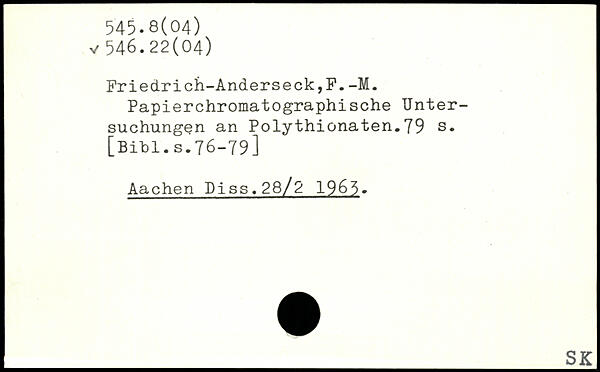 545.8(04)
✓ 546.22(04)
Friedrich-Anderseck,F.-M.
Papierchromatographische Unter-
suchungen an Polythionaten.79 s.
[Bibl.s.76-79]
Aachen Diss.28/2 1963.
SK